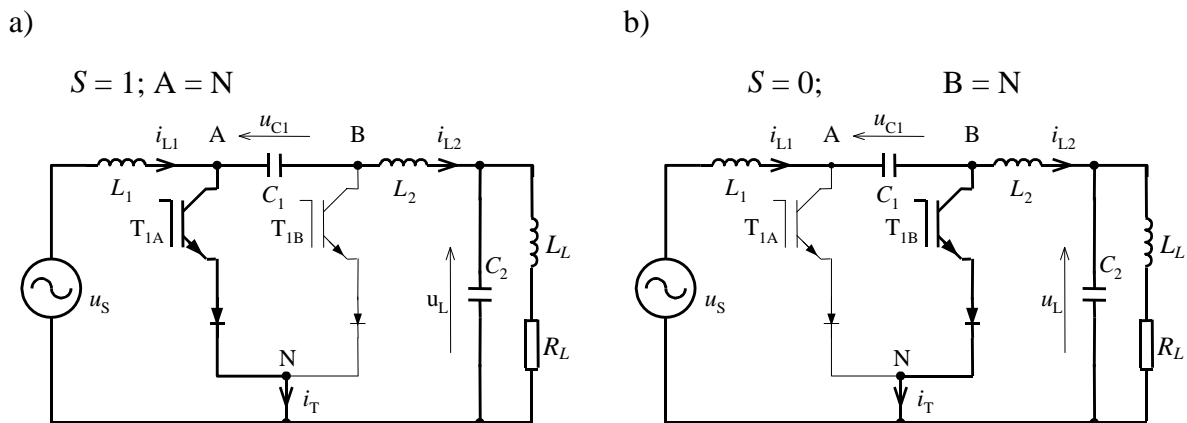 a)
S = 1; A = N
i_L1
A
u_C1
B
i_L2
L_1
C_1
L_2
T_1A
T_1B
u_S
u_L
C_2
L_L
R_L
N
i_T
b)
S = 0; B = N
i_L1
A
u_C1
B
i_L2
L_1
C_1
L_2
T_1A
T_1B
u_S
u_L
C_2
L_L
R_L
N
i_T